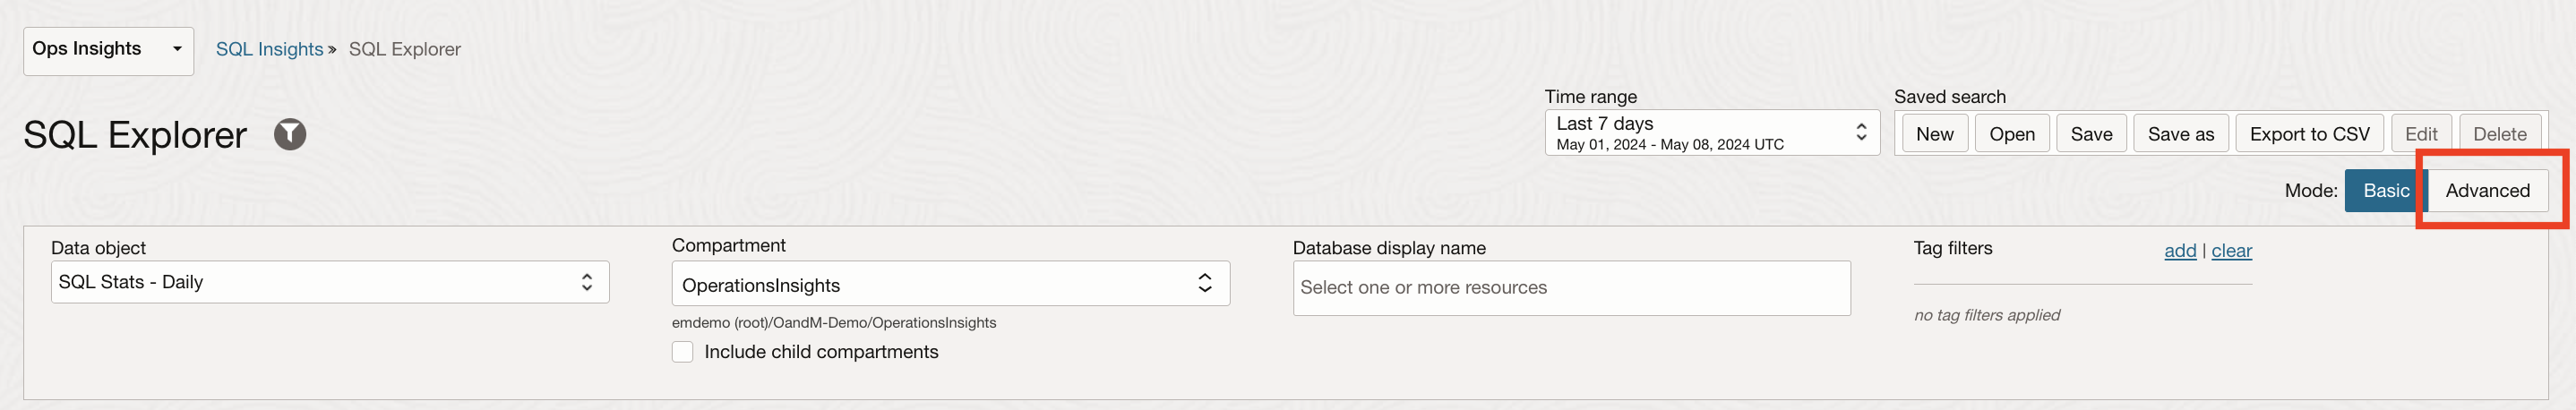 Ops Insights
SQL Insights » SQL Explorer
SQL Explorer
Time range
Last 7 days
May 01, 2024 - May 08, 2024 UTC
Saved search
New Open Save Save as Export to CSV Edit Delete
Mode: Basic Advanced
Data object
SQL Stats - Daily
Compartment
OperationsInsights
emdemo (root)/OandM-Demo/OperationsInsights
Include child compartments
Database display name
Select one or more resources
Tag filters add | clear
no tag filters applied